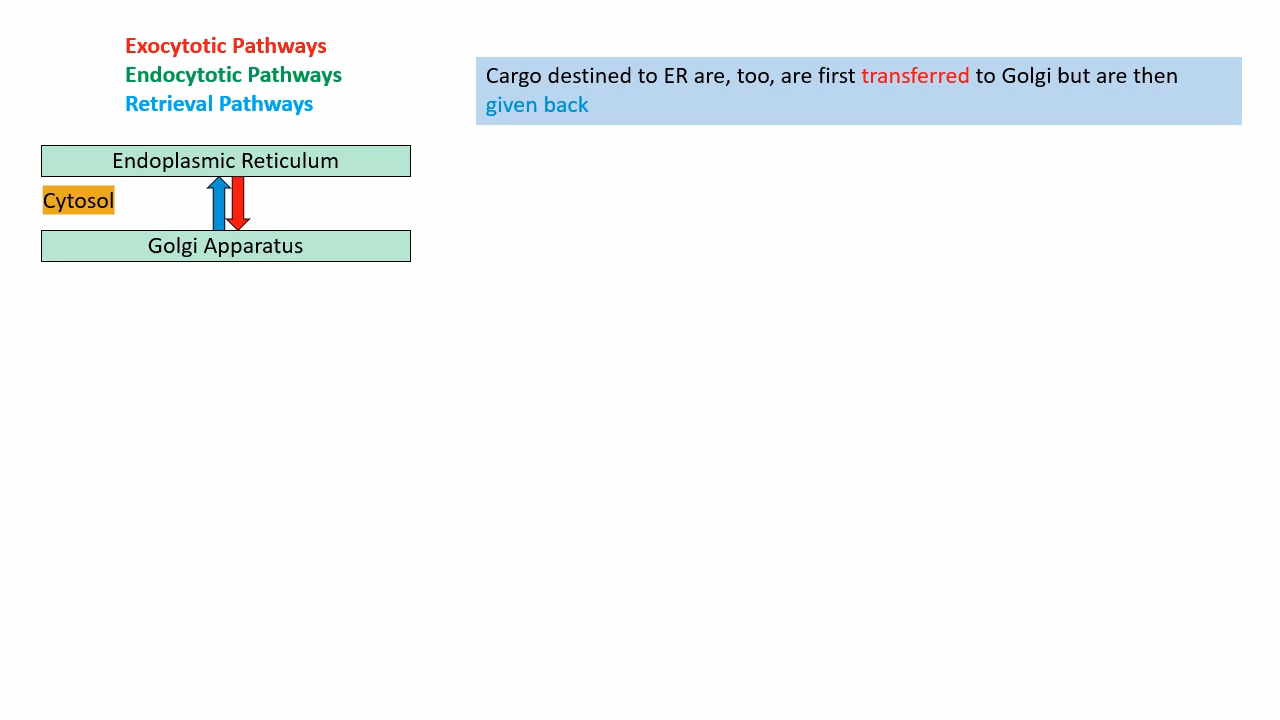 Exocytotic Pathways
Endocytotic Pathways
Retrieval Pathways
Cargo destined to ER are, too, are first transferred to Golgi but are then
given back
Endoplasmic Reticulum
Cytosol
Golgi Apparatus